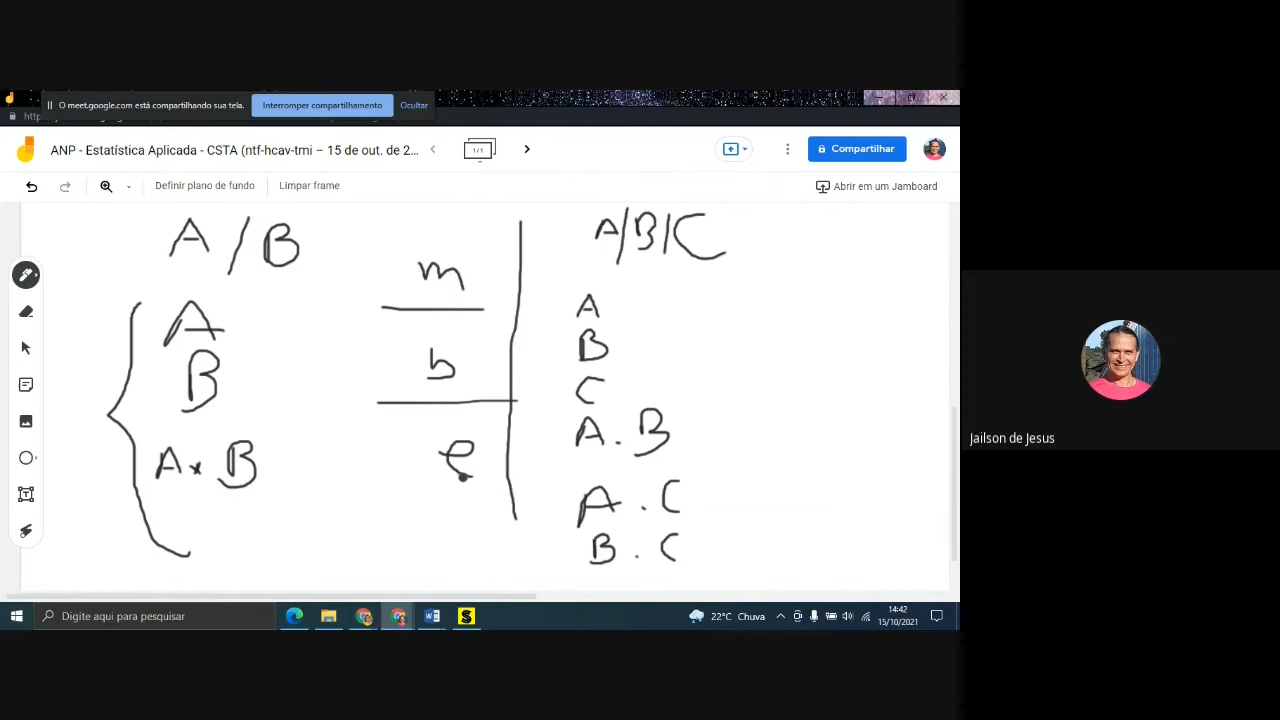 O meet.google.com está compartilhando sua tela.
Interromper compartilhamento
Ocultar
http
ANP - Estatística Aplicada - CSTA (ntf-hcav-tmi – 15 de out. de 2...
1/1
Compartilhar
Definir plano de fundo
Limpar frame
Abrir em um Jamboard
A / B
A
B
A × B
m
b
e
A/B/C
A
B
C
A . B
A . C
B . C
Jailson de Jesus
Digite aqui para pesquisar
22°C Chuva
14:42
15/10/2021